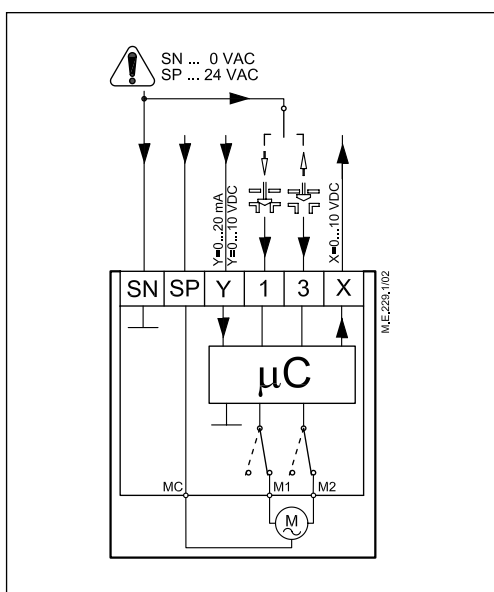 SN ... 0 VAC
SP ... 24 VAC
Y=0...20 mA
Y=0...10 VDC
X=0...10 VDC
SN SP Y 1 3 X
M.E.229.1/02
µC
MC M1 M2
M